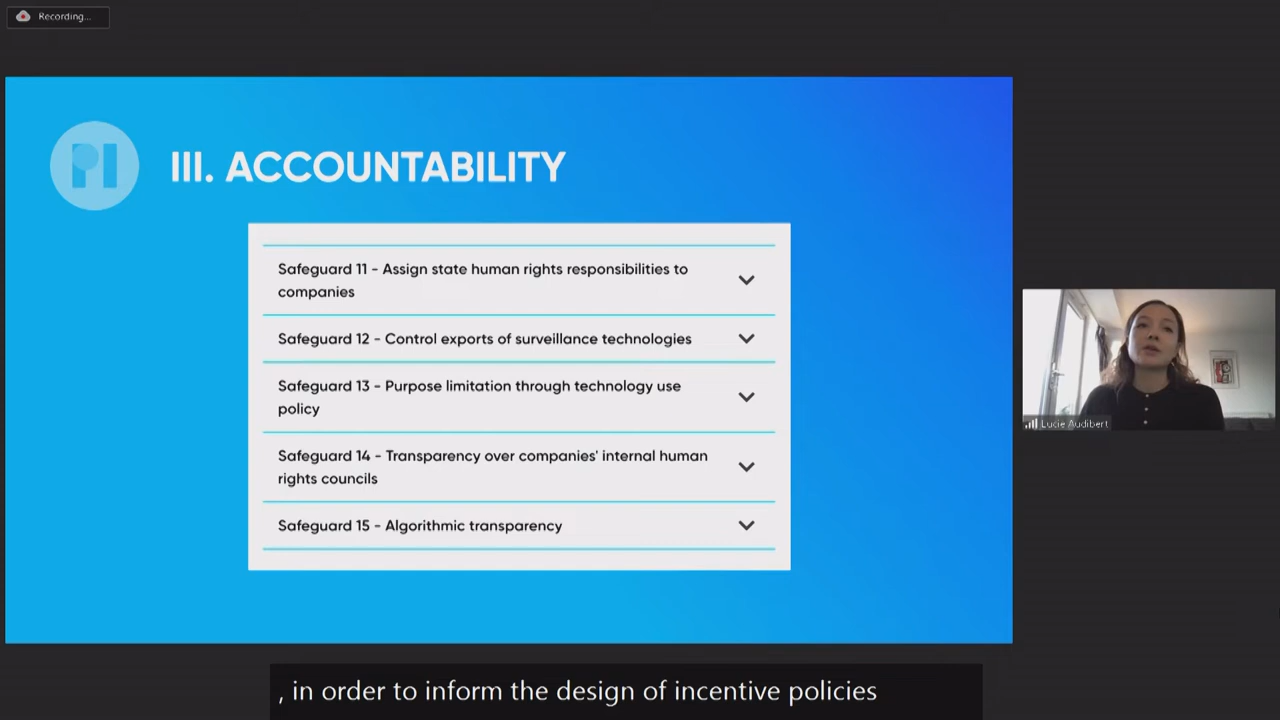 Recording...
PI
III. ACCOUNTABILITY
Safeguard 11 - Assign state human rights responsibilities to
companies
Safeguard 12 - Control exports of surveillance technologies
Safeguard 13 - Purpose limitation through technology use
policy
Safeguard 14 - Transparency over companies' internal human
rights councils
Safeguard 15 - Algorithmic transparency
Lucie Audibert
, in order to inform the design of incentive policies